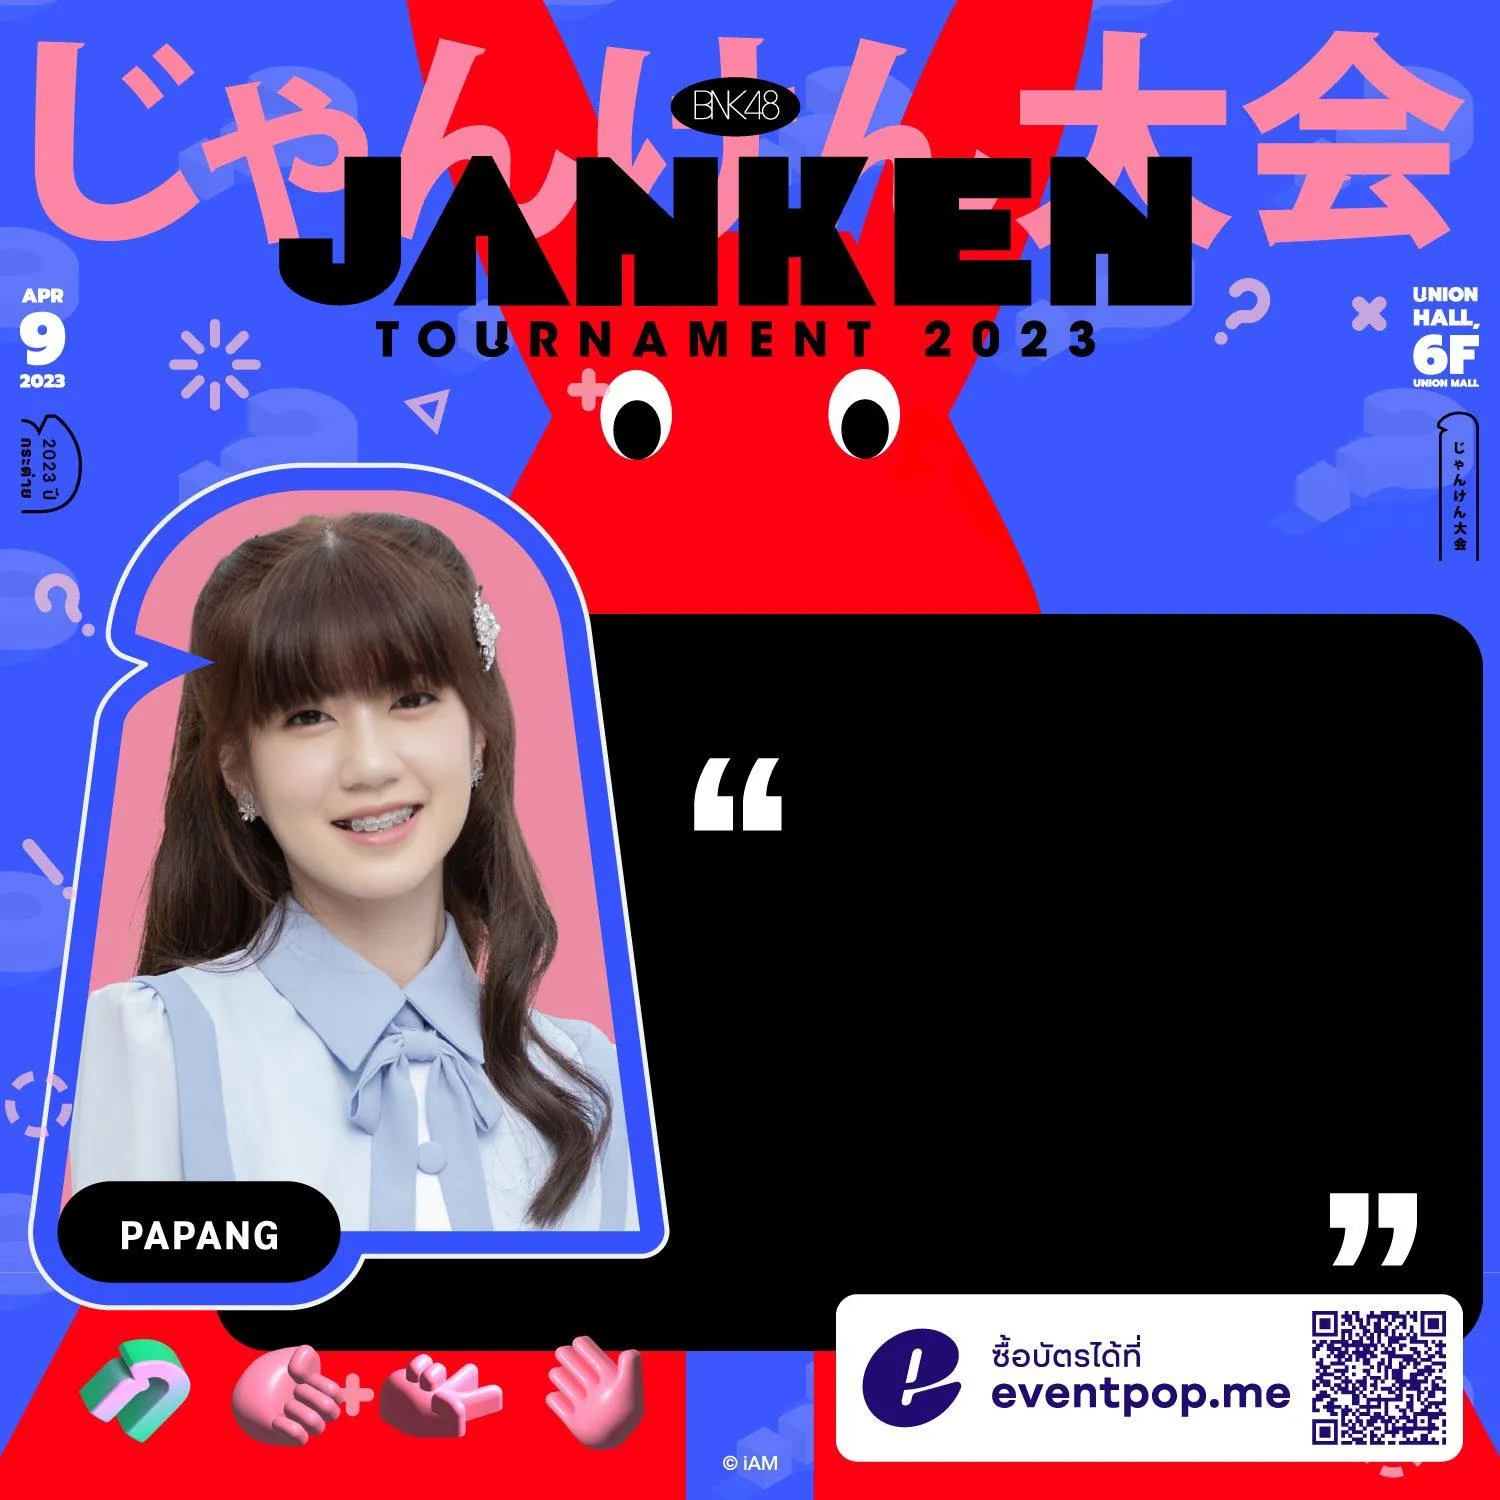 じゃんけん大会
BNK48
JANKEN
TOURNAMENT 2023
APR
9
2023
2023 ปี
กระต่าย
UNION
HALL,
6F
UNION MALL
じゃんけん大会
“
”
PAPANG
ซื้อบัตรได้ที่
eventpop.me
© iAM